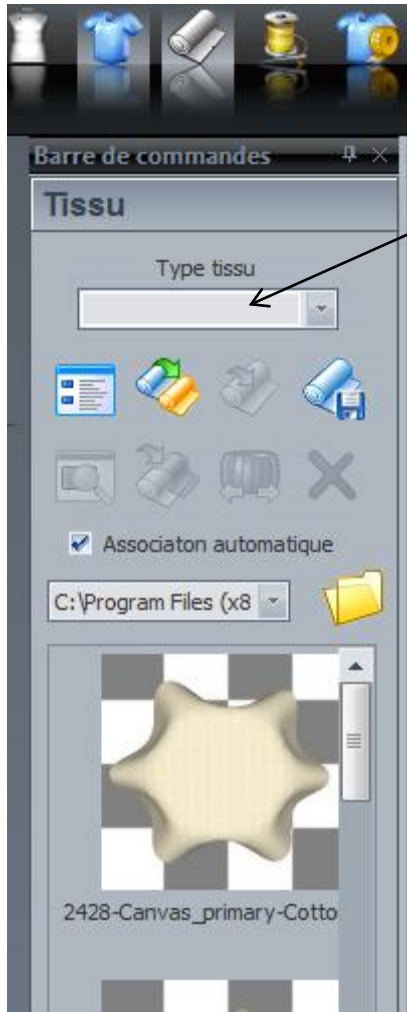 Barre de commandes
Tissu
Type tissu
Associaton automatique
C:\Program Files (x8
2428-Canvas_primary-Cotto